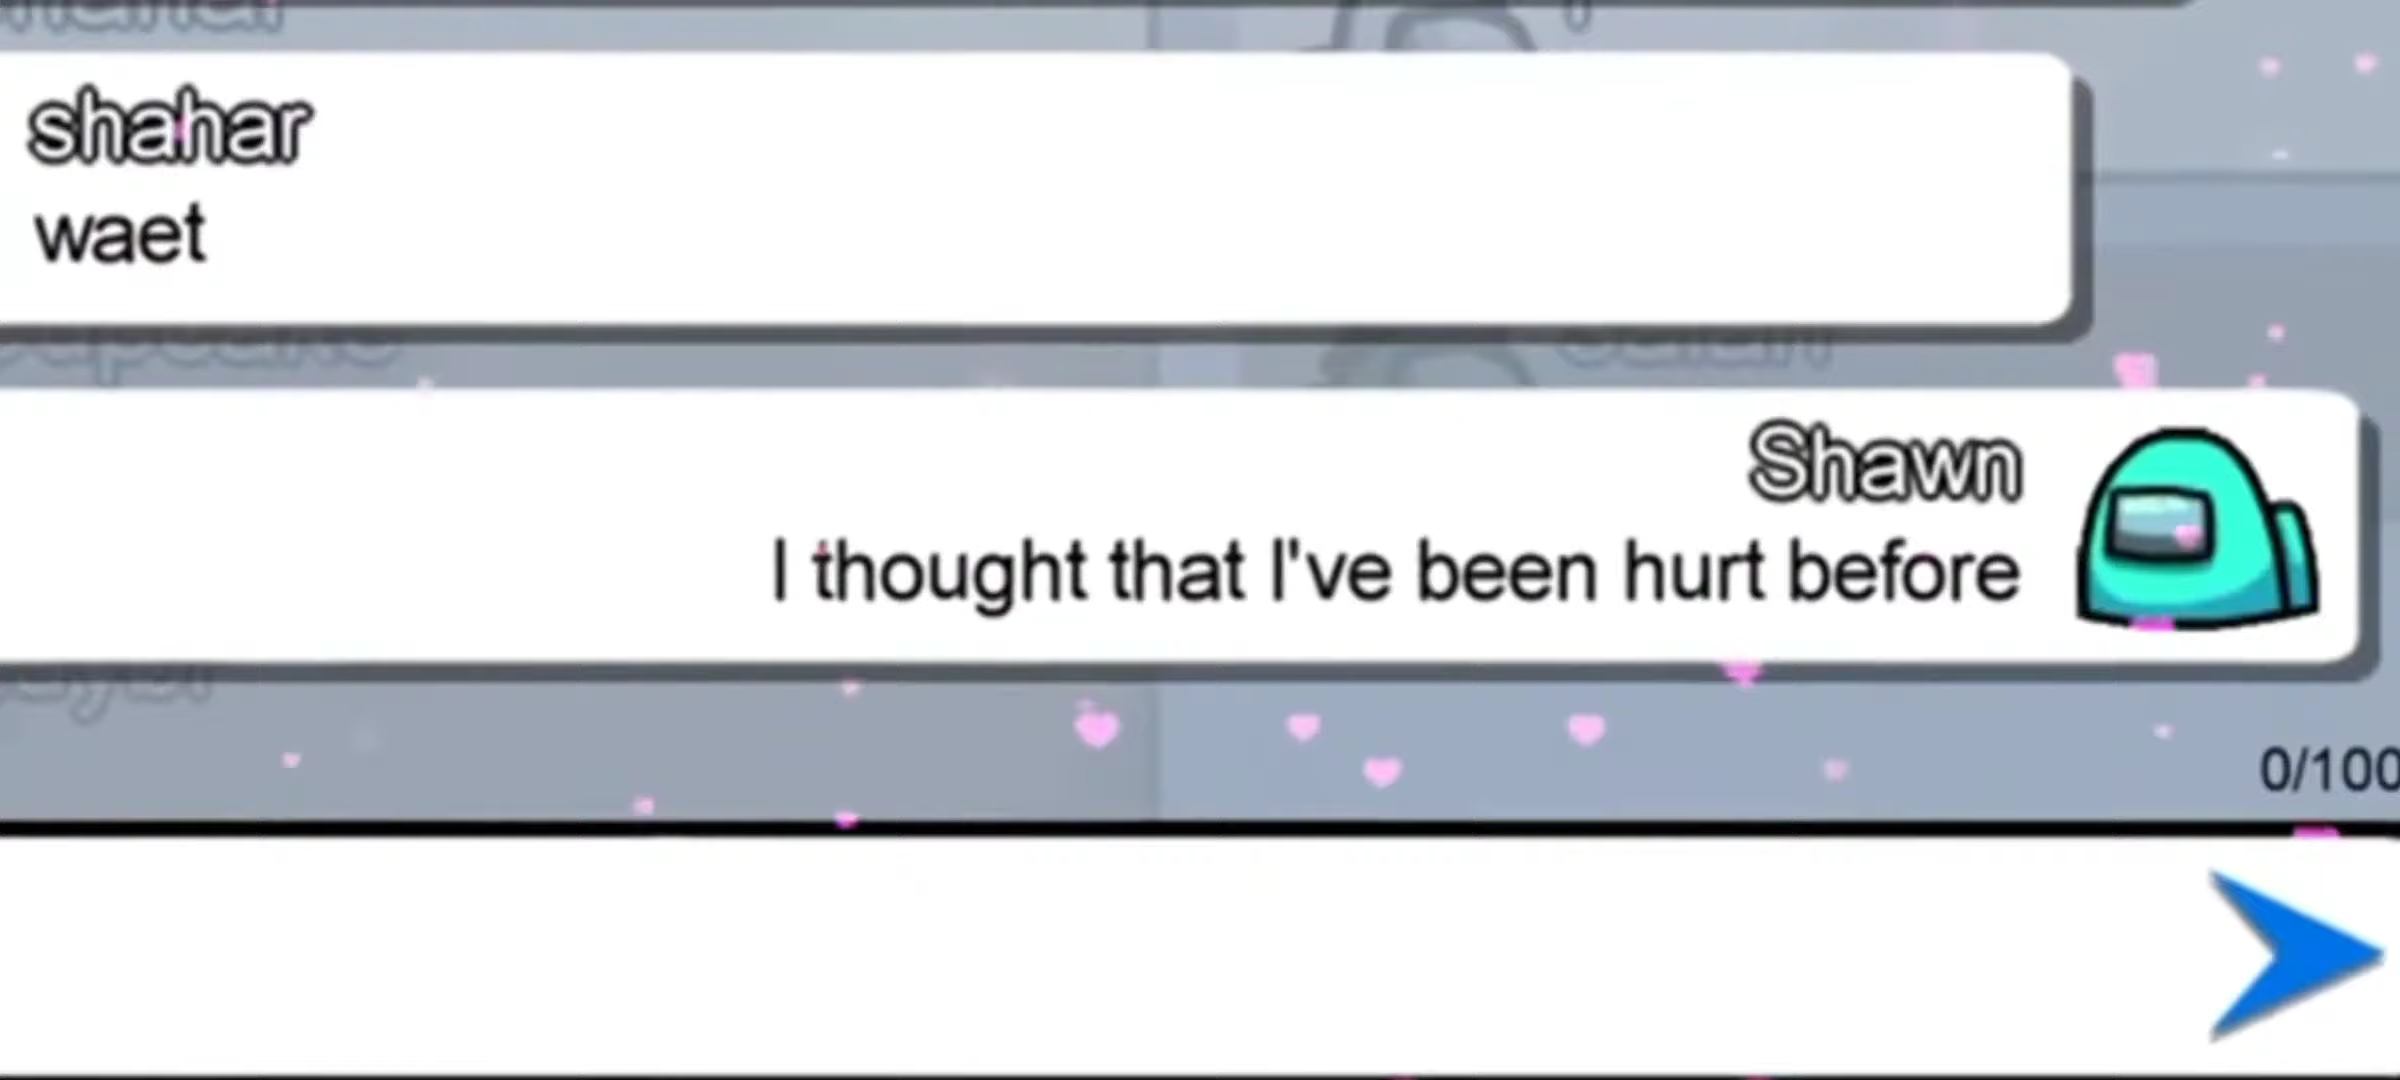 shahar
waet
Shawn
I thought that I've been hurt before
0/100